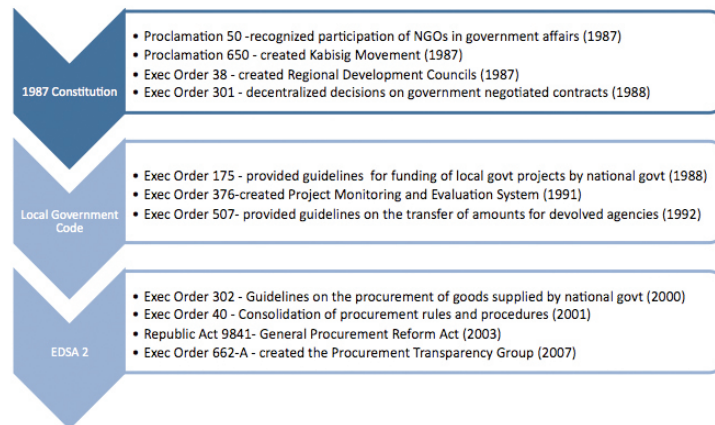 1987 Constitution
• Proclamation 50 -recognized participation of NGOs in government affairs (1987)
• Proclamation 650 - created Kabisig Movement (1987)
• Exec Order 38 - created Regional Development Councils (1987)
• Exec Order 301 - decentralized decisions on government negotiated contracts (1988)
Local Government
Code
• Exec Order 175 - provided guidelines for funding of local govt projects by national govt (1988)
• Exec Order 376-created Project Monitoring and Evaluation System (1991)
• Exec Order 507- provided guidelines on the transfer of amounts for devolved agencies (1992)
EDSA 2
• Exec Order 302 - Guidelines on the procurement of goods supplied by national govt (2000)
• Exec Order 40 - Consolidation of procurement rules and procedures (2001)
• Republic Act 9841- General Procurement Reform Act (2003)
• Exec Order 662-A - created the Procurement Transparency Group (2007)